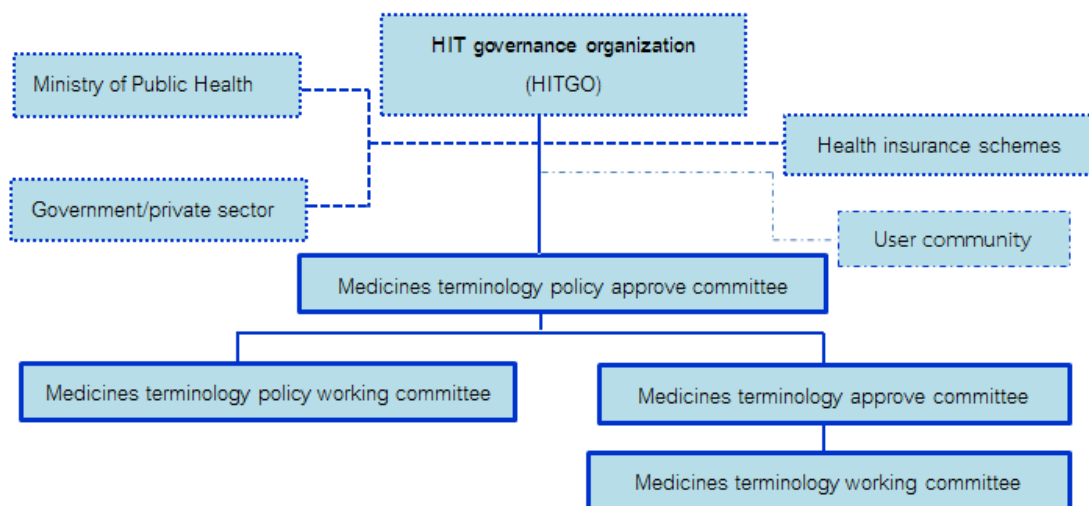 HIT governance organization
(HITGO)
Ministry of Public Health
Health insurance schemes
Government/private sector
User community
Medicines terminology policy approve committee
Medicines terminology policy working committee
Medicines terminology approve committee
Medicines terminology working committee